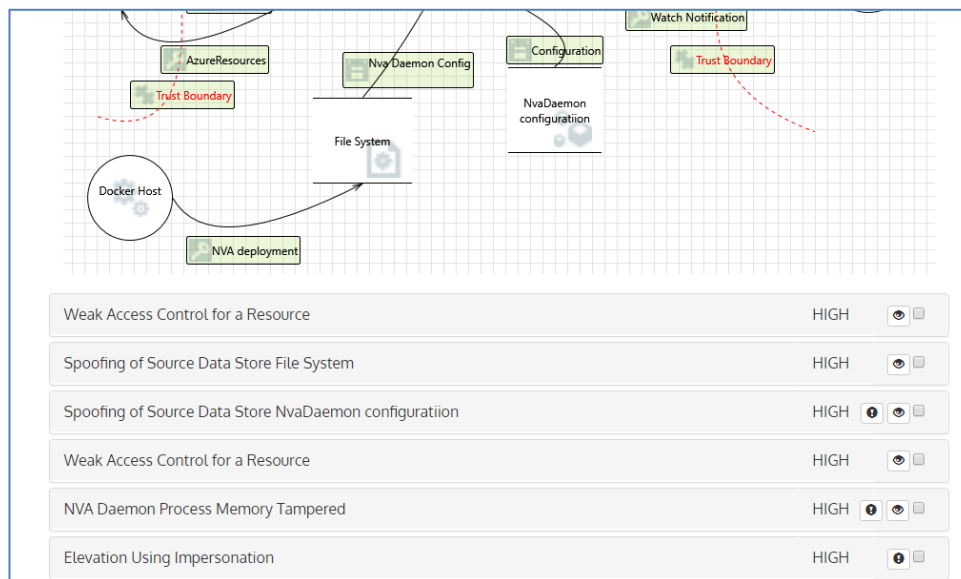 Watch Notification
AzureResources
Nva Daemon Config
Configuration
Trust Boundary
Trust Boundary
NvaDaemon
configuratiion
File System
Docker Host
NVA deployment
Weak Access Control for a Resource HIGH
Spoofing of Source Data Store File System HIGH
Spoofing of Source Data Store NvaDaemon configuratiion HIGH
Weak Access Control for a Resource HIGH
NVA Daemon Process Memory Tampered HIGH
Elevation Using Impersonation HIGH